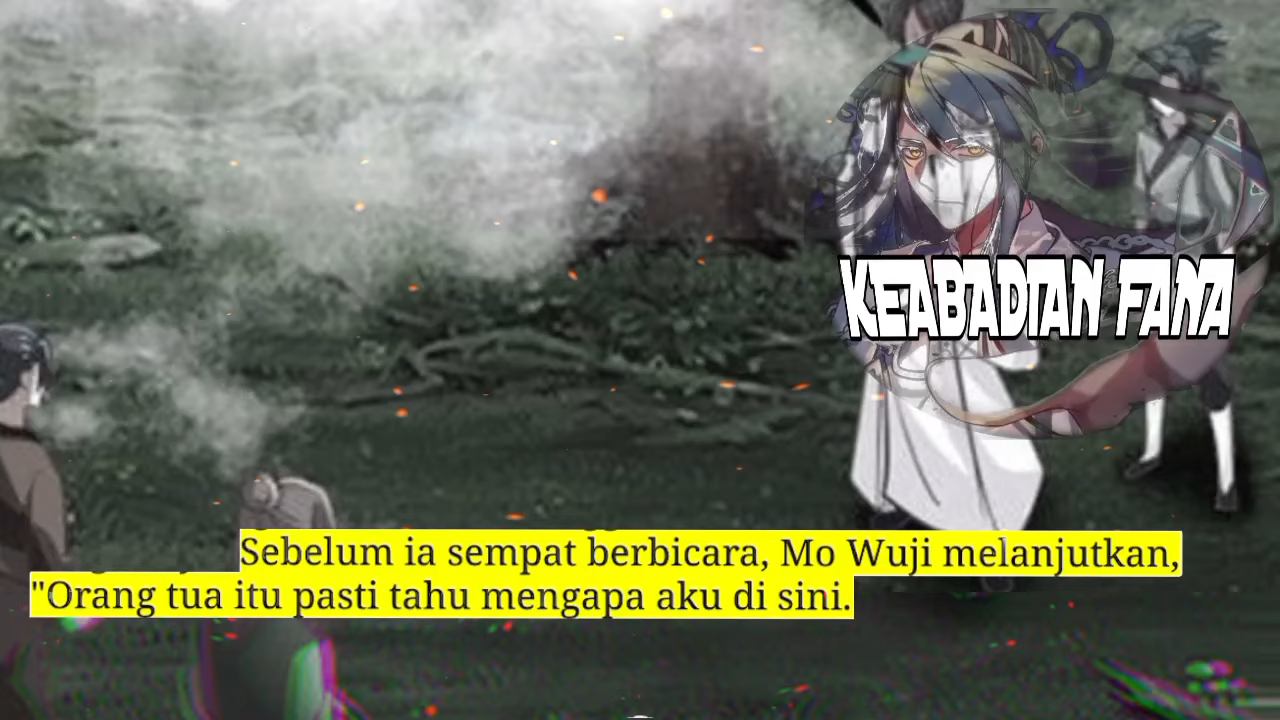 KEABADIAN FANA
Sebelum ia sempat berbicara, Mo Wuji melanjutkan,
"Orang tua itu pasti tahu mengapa aku di sini.